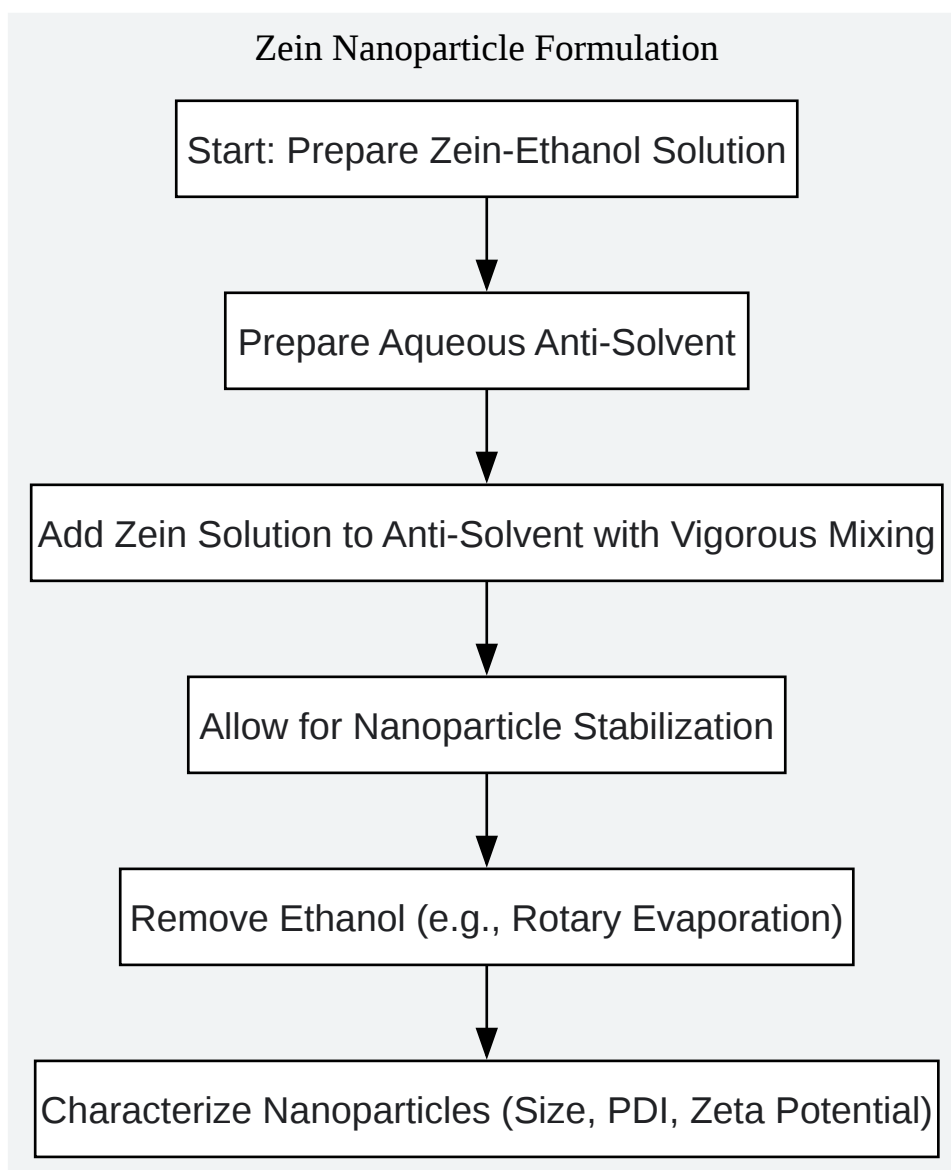 Zein Nanoparticle Formulation
Start: Prepare Zein-Ethanol Solution
Prepare Aqueous Anti-Solvent
Add Zein Solution to Anti-Solvent with Vigorous Mixing
Allow for Nanoparticle Stabilization
Remove Ethanol (e.g., Rotary Evaporation)
Characterize Nanoparticles (Size, PDI, Zeta Potential)